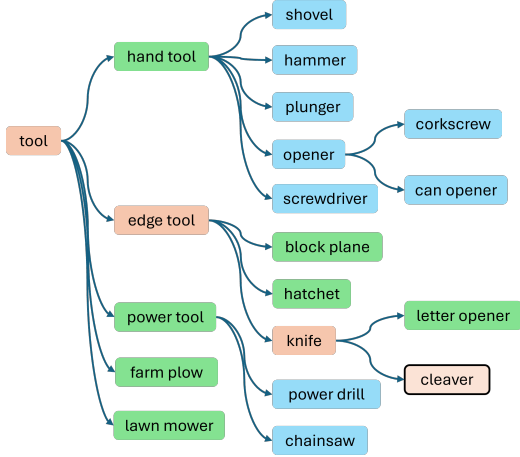 shovel
hand tool
hammer
plunger
corkscrew
tool
opener
can opener
screwdriver
edge tool
block plane
hatchet
letter opener
power tool
knife
farm plow
cleaver
power drill
lawn mower
chainsaw